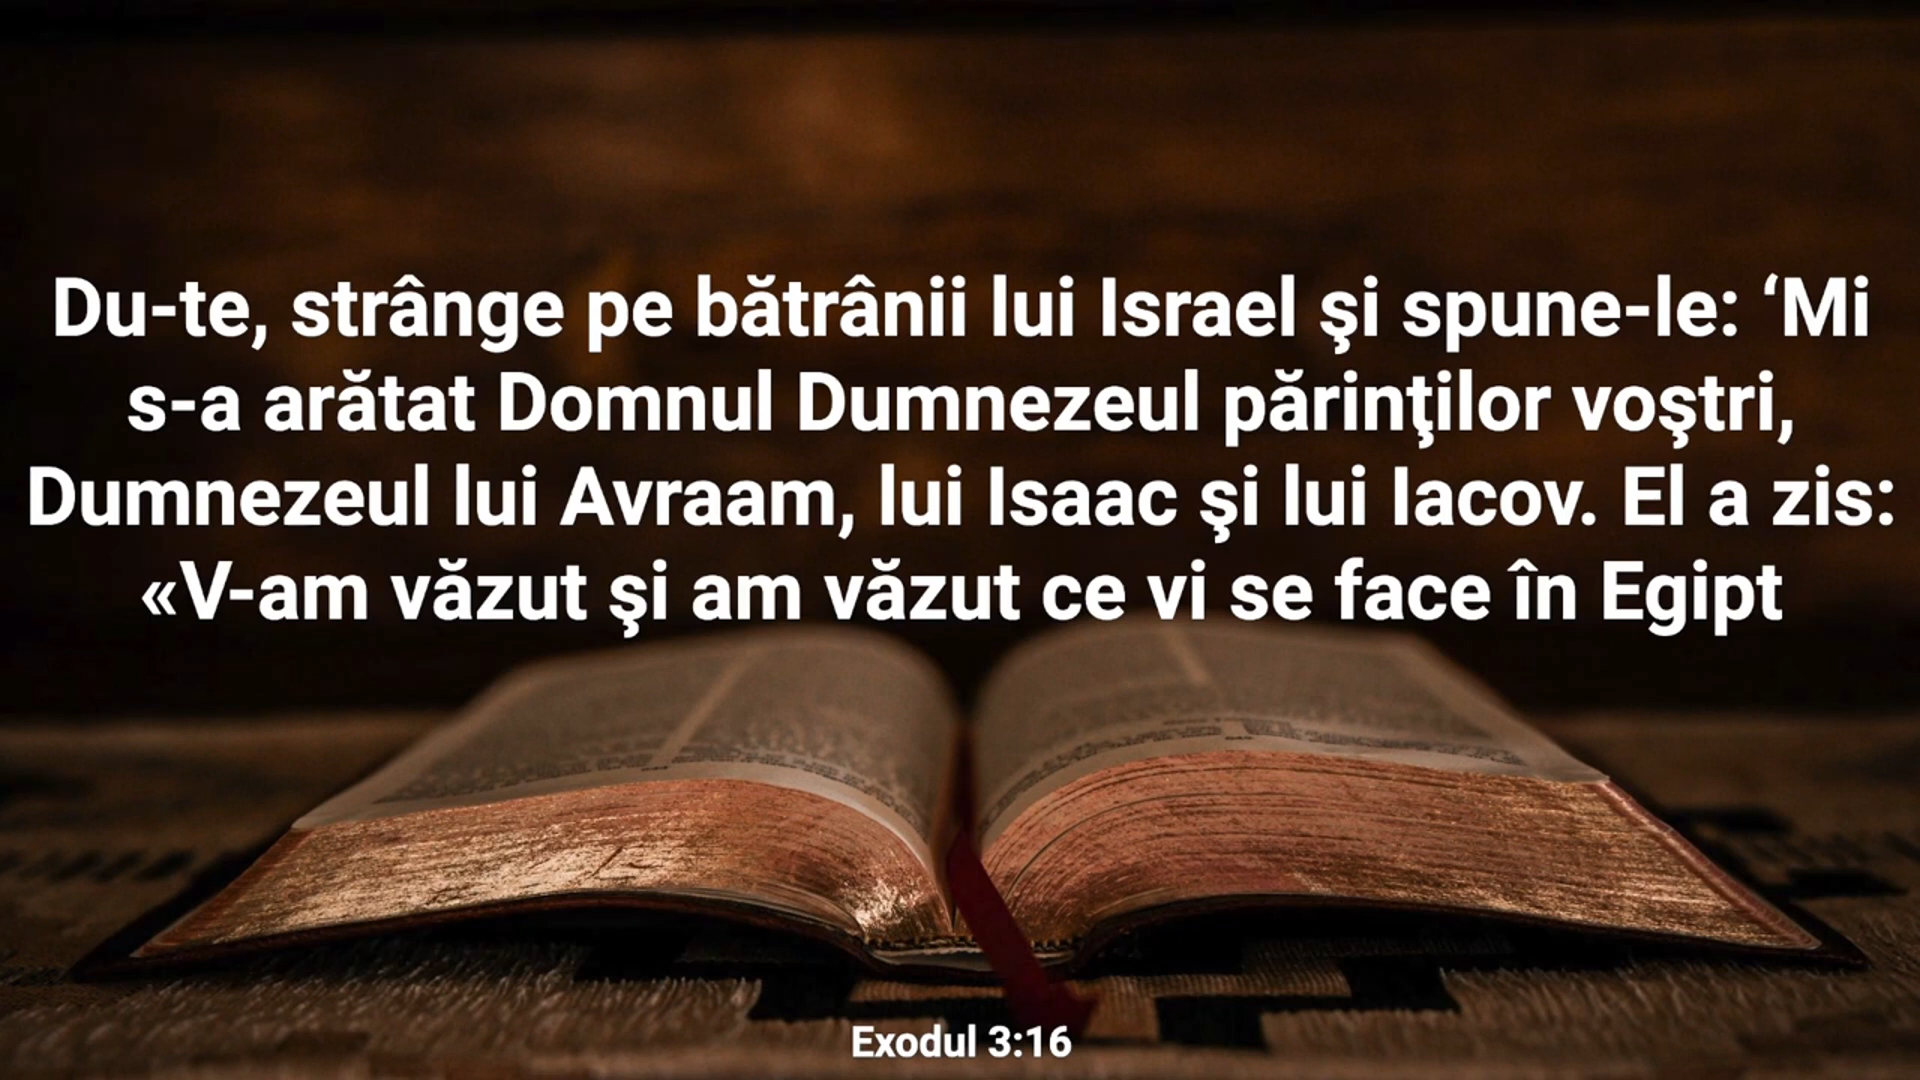 Du-te, strânge pe bătrânii lui Israel şi spune-le: ‘Mi
s-a arătat Domnul Dumnezeul părinţilor voştri,
Dumnezeul lui Avraam, lui Isaac şi lui Iacov. El a zis:
«V-am văzut şi am văzut ce vi se face în Egipt
Exodul 3:16